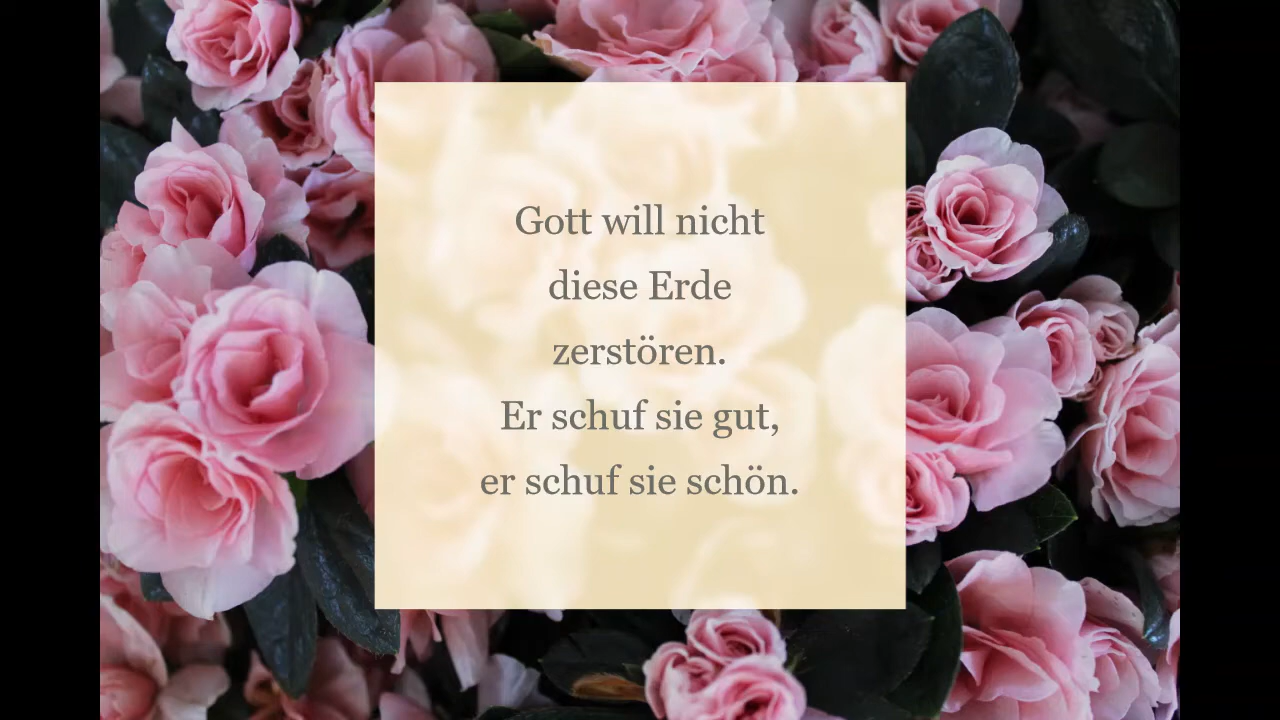 Gott will nicht
diese Erde
zerstören.
Er schuf sie gut,
er schuf sie schön.